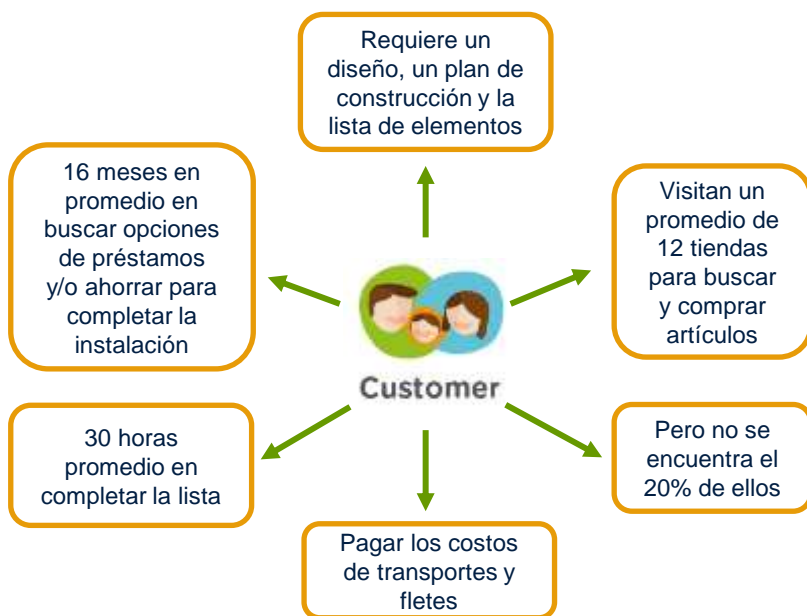 Requiere un
diseño, un plan de
construcción y la
lista de elementos
16 meses en
promedio en
buscar opciones
de préstamos
y/o ahorrar para
completar la
instalación
Visitan un
promedio de
12 tiendas
para buscar
y comprar
artículos
Customer
30 horas
promedio en
completar la lista
Pero no se
encuentra el
20% de ellos
Pagar los costos
de transportes y
fletes